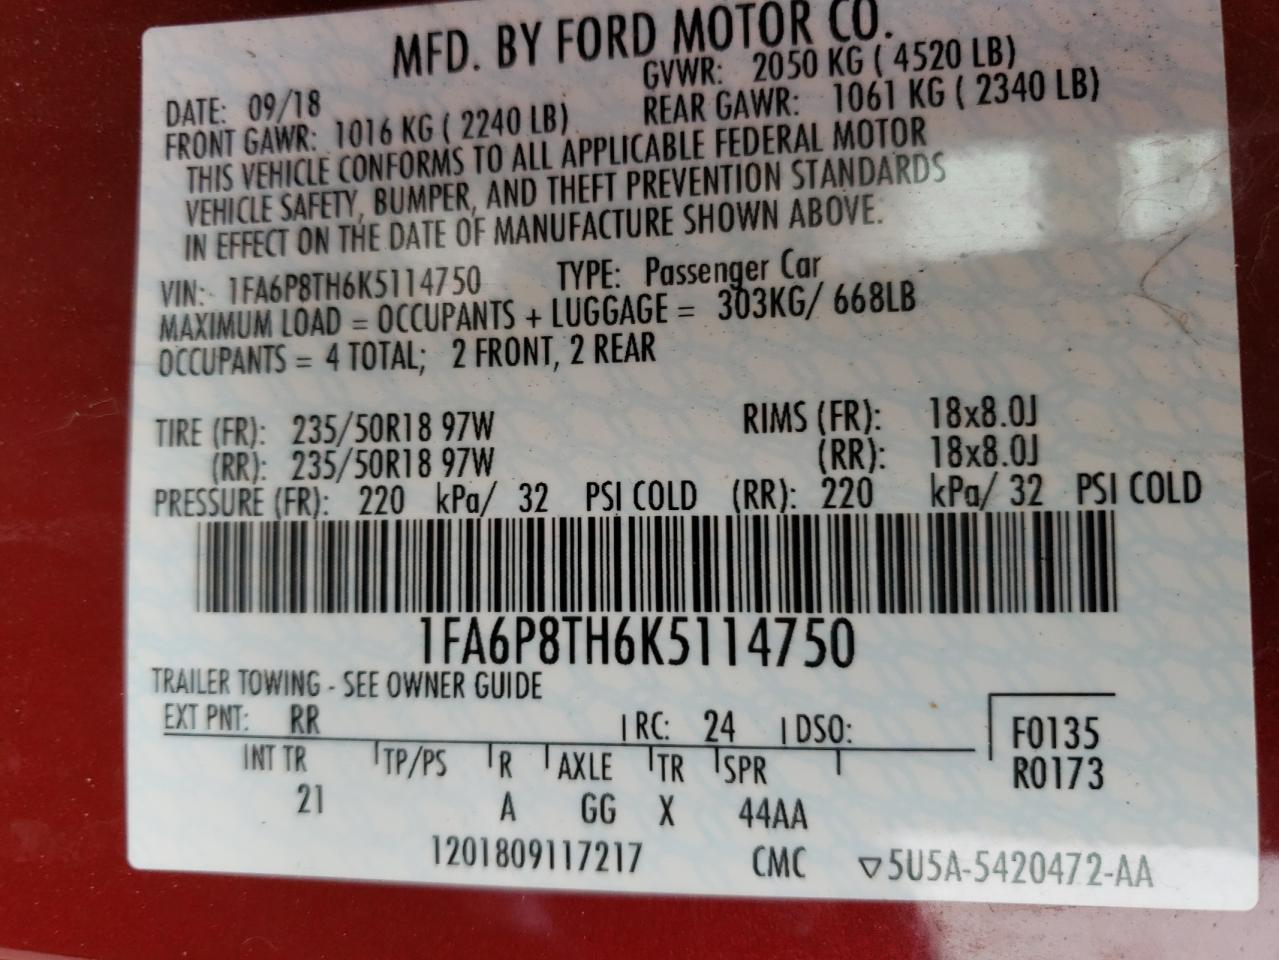 MFD. BY FORD MOTOR CO.
DATE: 09/18 GVWR: 2050 KG ( 4520 LB)
FRONT GAWR: 1016 KG ( 2240 LB) REAR GAWR: 1061 KG ( 2340 LB)
THIS VEHICLE CONFORMS TO ALL APPLICABLE FEDERAL MOTOR
VEHICLE SAFETY, BUMPER, AND THEFT PREVENTION STANDARDS
IN EFFECT ON THE DATE OF MANUFACTURE SHOWN ABOVE.
VIN: 1FA6P8TH6K5114750 TYPE: Passenger Car
MAXIMUM LOAD = OCCUPANTS + LUGGAGE = 303KG/ 668LB
OCCUPANTS = 4 TOTAL; 2 FRONT, 2 REAR
TIRE (FR): 235/50R18 97W RIMS (FR): 18x8.0J
(RR): 235/50R18 97W (RR): 18x8.0J
PRESSURE (FR): 220 kPa/ 32 PSI COLD (RR): 220 kPa/ 32 PSI COLD
1FA6P8TH6K5114750
TRAILER TOWING - SEE OWNER GUIDE
EXT PNT: RR RC: 24 DSO: F0135
INT TR TP/PS R AXLE TR SPR R0173
21 A GG X 44AA
1201809117217 CMC ▽5U5A-5420472-AA